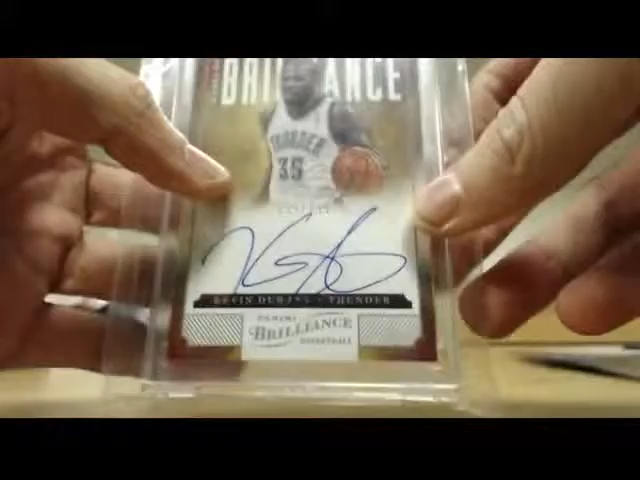 BRILLIANCE
THUNDER
35
KEVIN DURANT • THUNDER
PANINI
BRILLIANCE
BASKETBALL